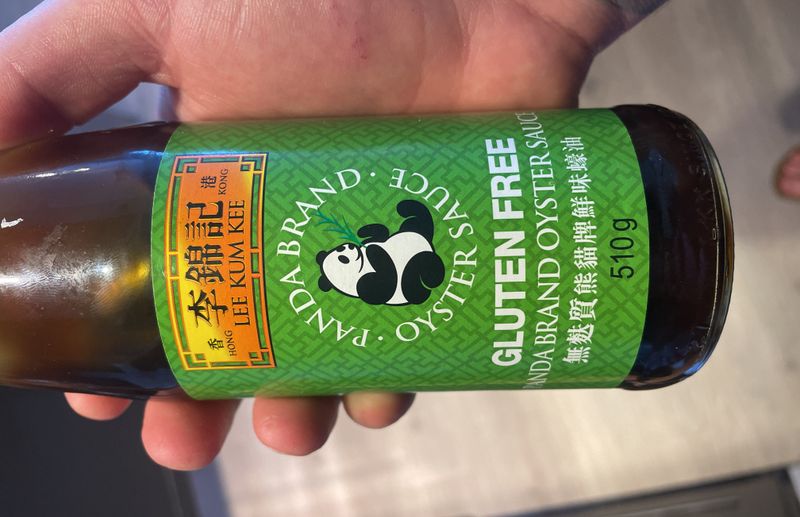 香 李錦記 港
HONG LEE KUM KEE KONG
PANDA BRAND · OYSTER SAUCE ·
GLUTEN FREE
PANDA BRAND OYSTER SAUCE
無麩質熊貓牌鮮味蠔油
510g